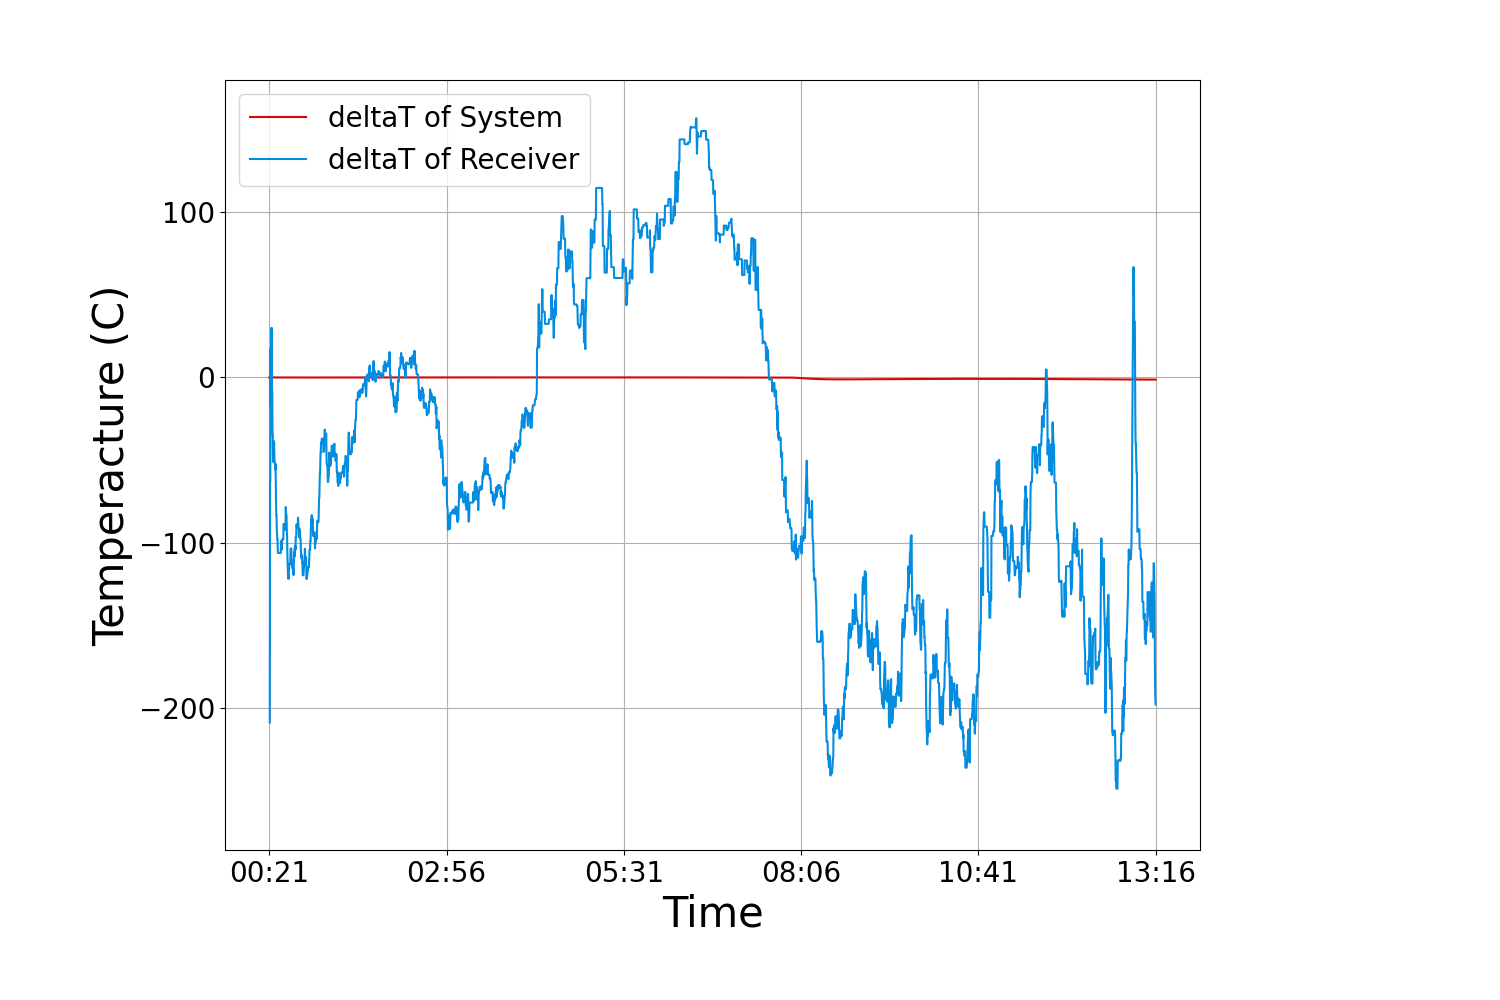 deltaT of System
deltaT of Receiver
Temperacture (C)
100
0
−100
−200
00:21
02:56
05:31
08:06
10:41
13:16
Time